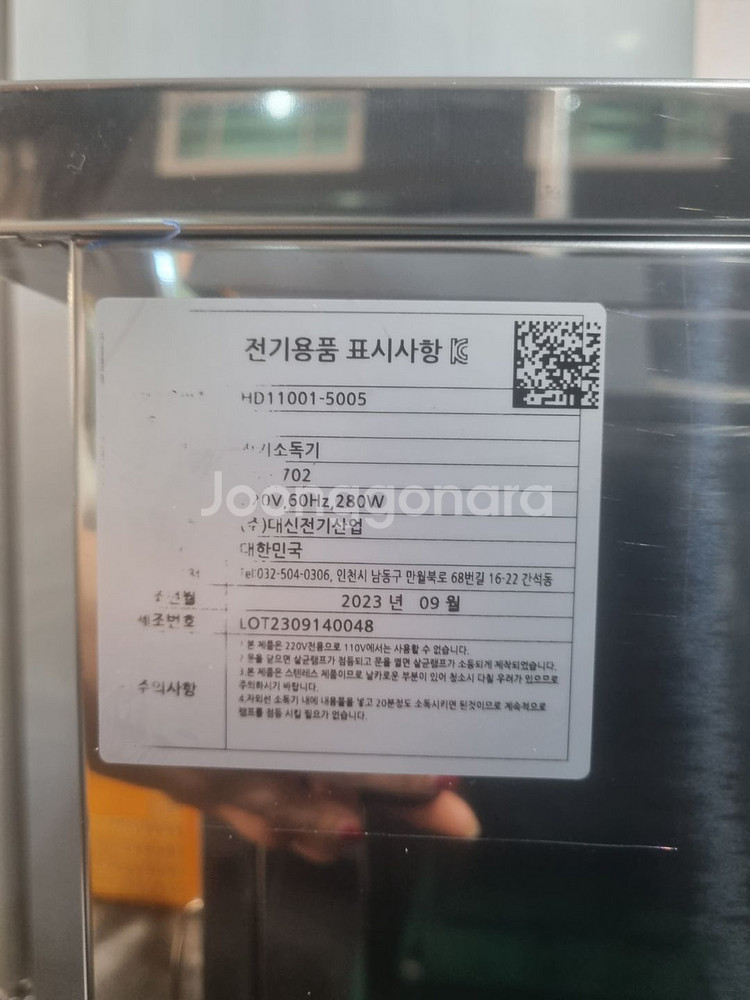 전기용품 표시사항
HD11001-5005
소독기
702
60Hz,280W
Joonggonara
(주)대신전기산업
대한민국
Tel:032-504-0306, 인천시 남동구 만월북로 68번길 16-22 간석동
2023 년 09 월
제조번호 LOT2309140048
주의사항
1.본 제품은 220V전용으로 110V에서는 사용할 수 없습니다.
2.문을 닫으면 살균램프가 점등되고 문을 열면 살균램프가 소등되게 제작되었습니다.
3.본 제품은 스텐레스 제품이므로 날카로운 부분이 있어 청소시 다칠 우려가 있으므로
주의하시기 바랍니다.
4.자외선 소독기 내에 내용물을 넣고 20분정도 소독시키면 된것이므로 계속적으로
램프를 점등 시킬 필요가 없습니다.